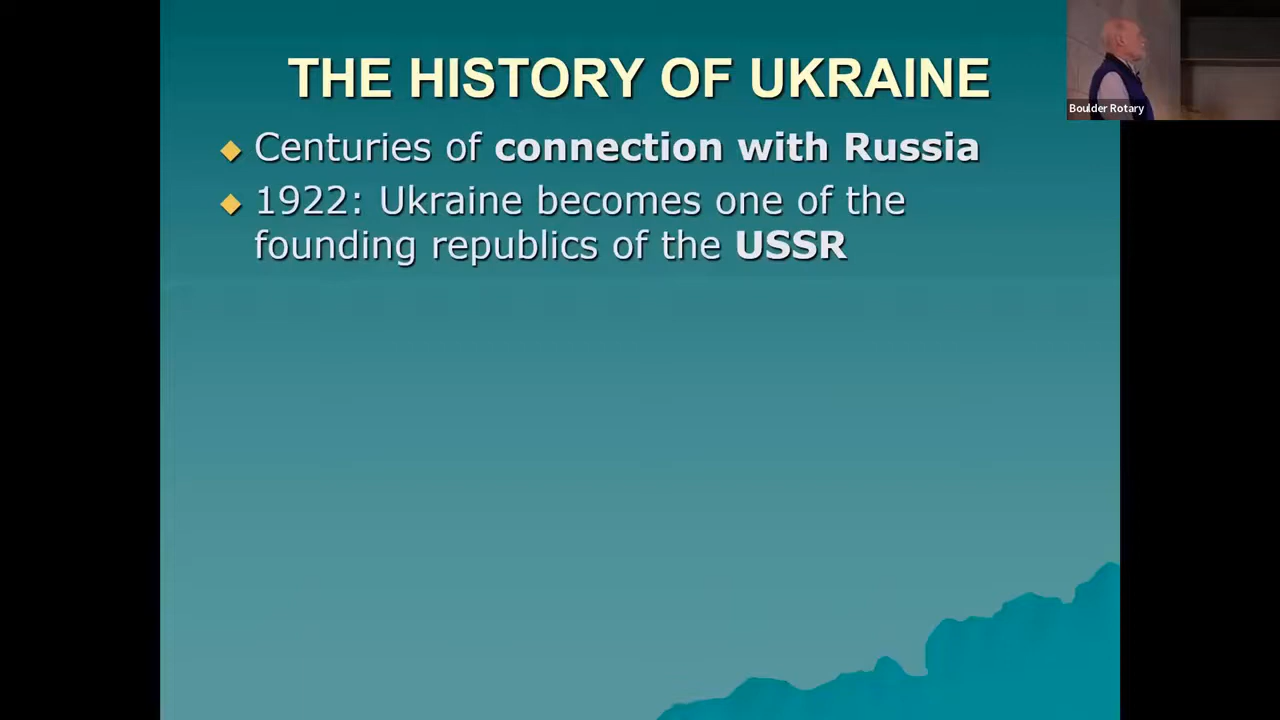 THE HISTORY OF UKRAINE
Boulder Rotary
Centuries of connection with Russia
1922: Ukraine becomes one of the
founding republics of the USSR